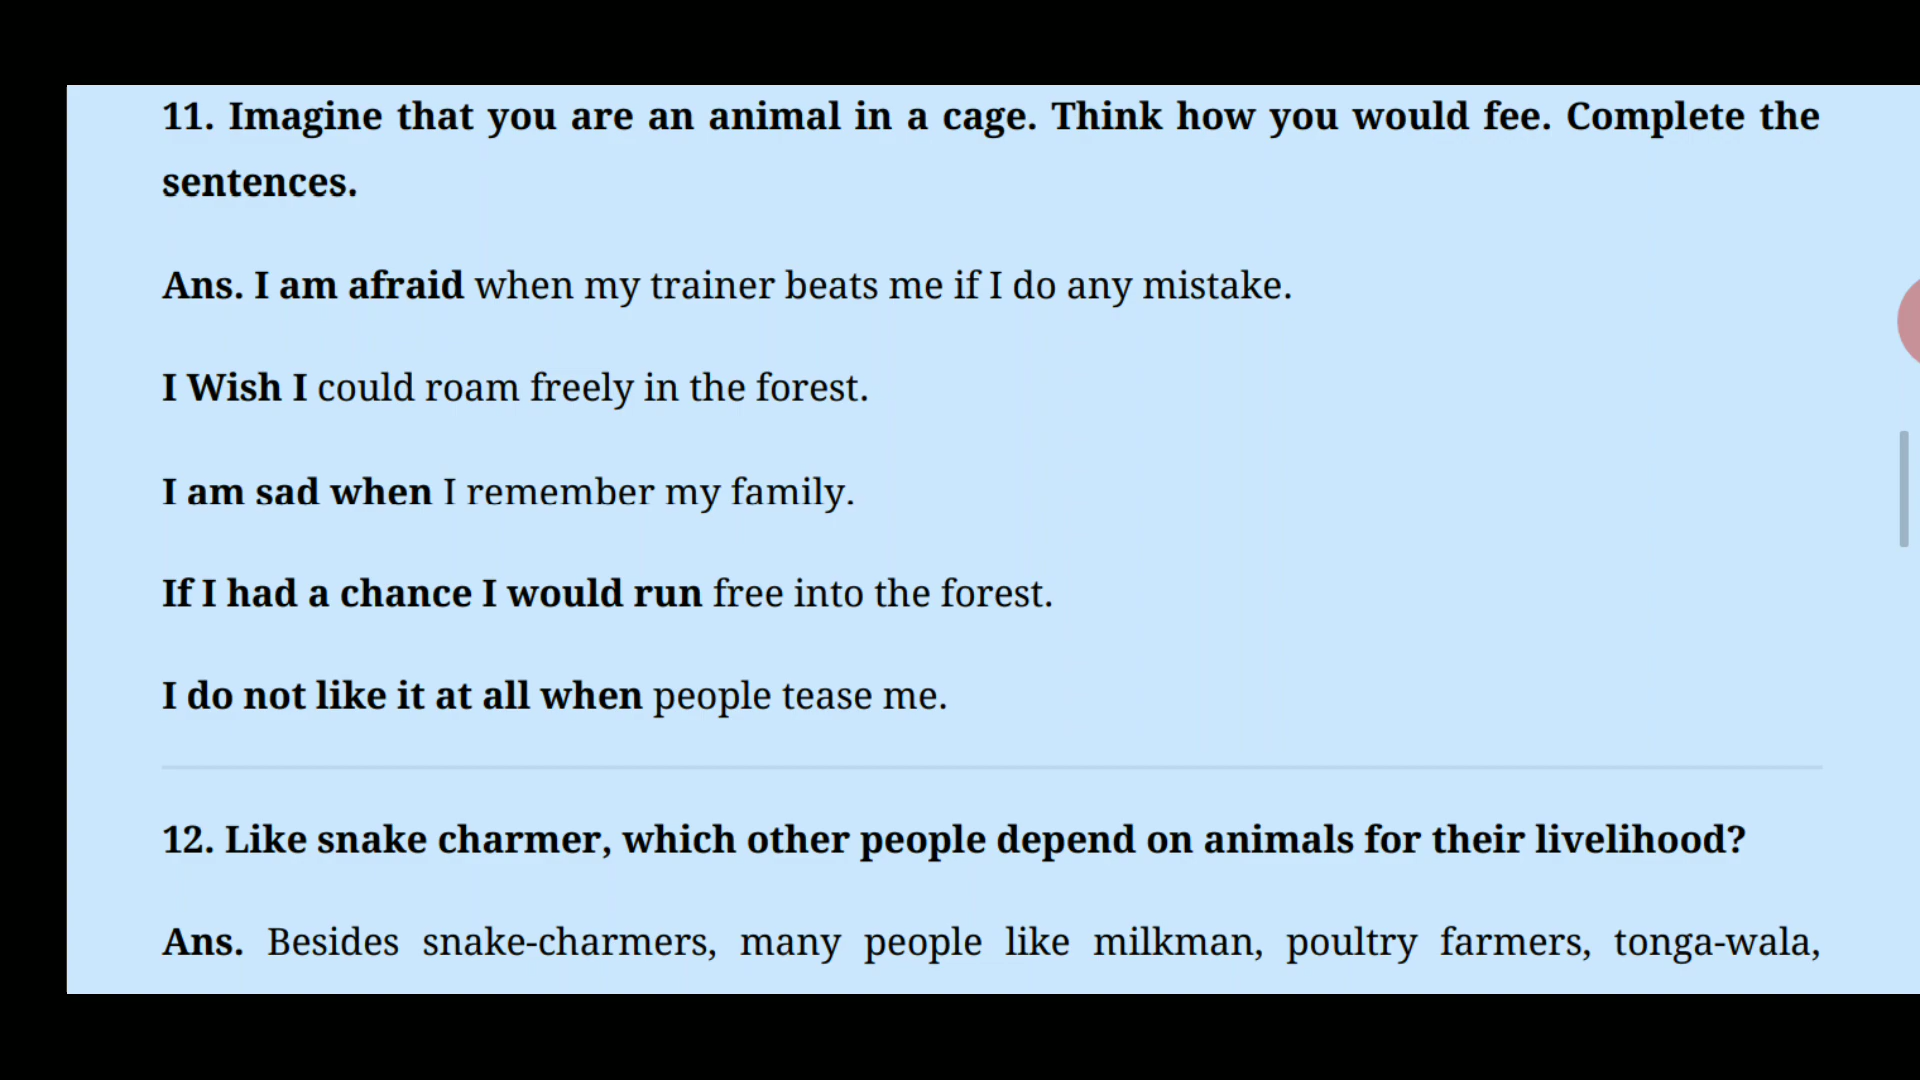 11. Imagine that you are an animal in a cage. Think how you would fee. Complete the
sentences.
Ans. I am afraid when my trainer beats me if I do any mistake.
I Wish I could roam freely in the forest.
I am sad when I remember my family.
If I had a chance I would run free into the forest.
I do not like it at all when people tease me.
12. Like snake charmer, which other people depend on animals for their livelihood?
Ans. Besides snake-charmers, many people like milkman, poultry farmers, tonga-wala,